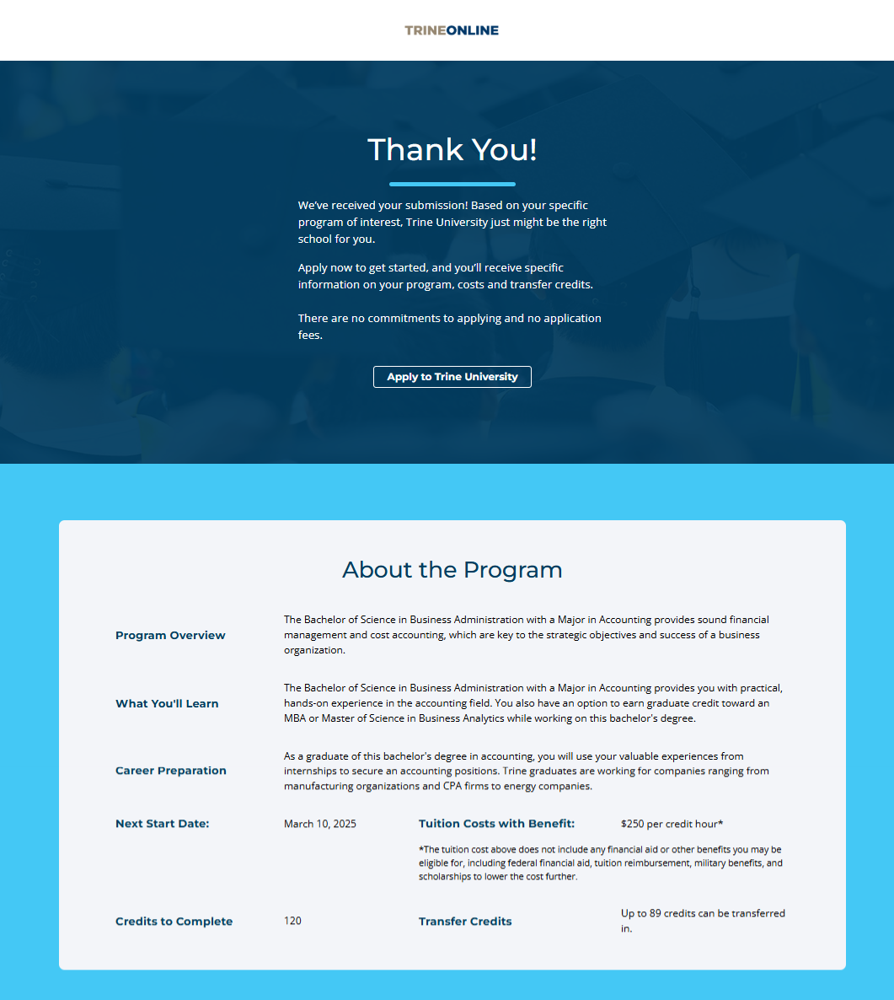 TRINEONLINE
Thank You!
We've received your submission! Based on your specific
program of interest, Trine University just might be the right
school for you.
Apply now to get started, and you'll receive specific
information on your program, costs and transfer credits.
There are no commitments to applying and no application
fees.
Apply to Trine University
About the Program
Program Overview
The Bachelor of Science in Business Administration with a Major in Accounting provides sound financial
management and cost accounting, which are key to the strategic objectives and success of a business
organization.
What You'll Learn
The Bachelor of Science in Business Administration with a Major in Accounting provides you with practical,
hands-on experience in the accounting field. You also have an option to earn graduate credit toward an
MBA or Master of Science in Business Analytics while working on this bachelor's degree.
Career Preparation
As a graduate of this bachelor's degree in accounting, you will use your valuable experiences from
internships to secure an accounting positions. Trine graduates are working for companies ranging from
manufacturing organizations and CPA firms to energy companies.
Next Start Date:
March 10, 2025
Tuition Costs with Benefit:
$250 per credit hour*
*The tuition cost above does not include any financial aid or other benefits you may be
eligible for, including federal financial aid, tuition reimbursement, military benefits, and
scholarships to lower the cost further.
Credits to Complete
120
Transfer Credits
Up to 89 credits can be transferred
in.